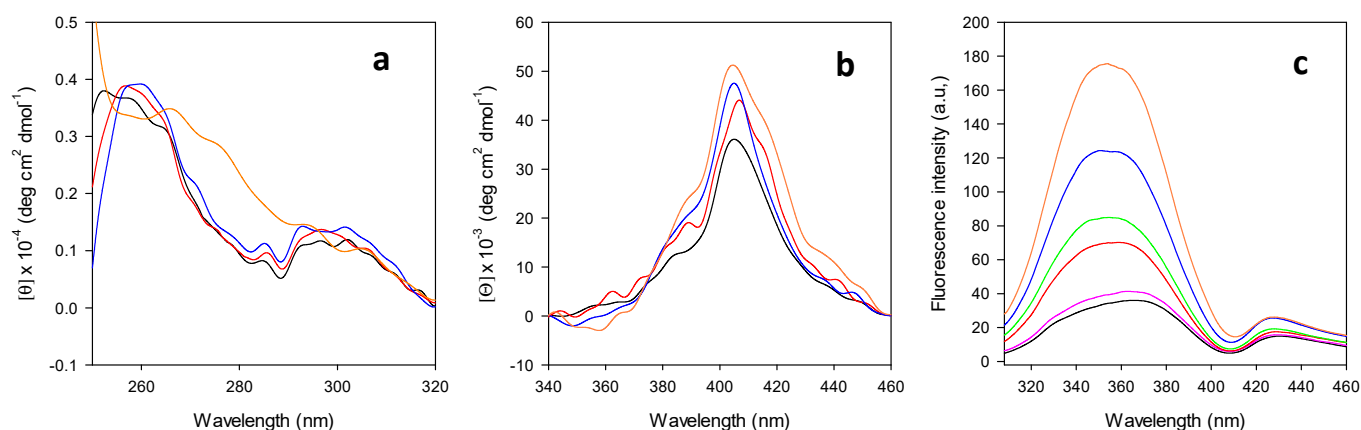 a
[θ] x 10⁻⁴ (deg cm² dmol⁻¹)
0.5
0.4
0.3
0.2
0.1
0.0
-0.1
260 280 300 320
Wavelength (nm)
b
[Θ] x 10⁻³ (deg cm² dmol⁻¹)
60
50
40
30
20
10
0
-10
340 360 380 400 420 440 460
Wavelength (nm)
c
Fluorescence intensity (a.u,)
200
180
160
140
120
100
80
60
40
20
0
320 340 360 380 400 420 440 460
Wavelength (nm)